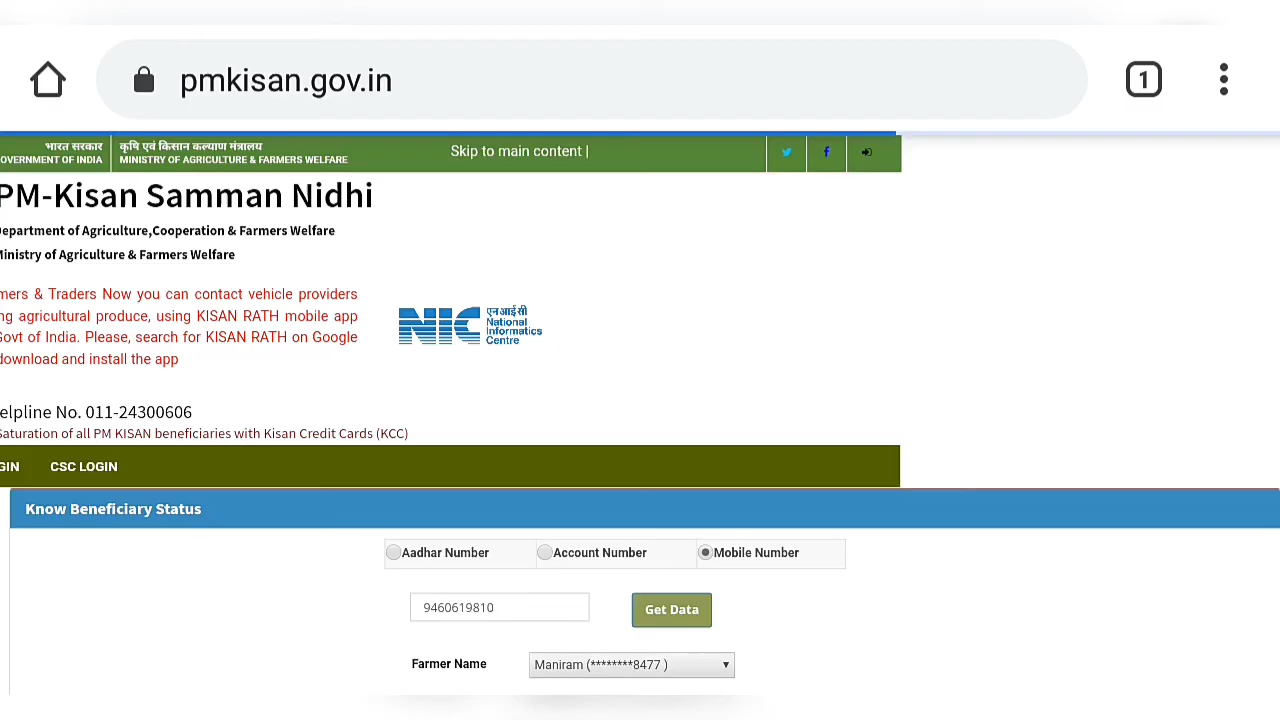 pmkisan.gov.in
1
भारत सरकार
OVERNMENT OF INDIA
कृषि एवं किसान कल्याण मंत्रालय
MINISTRY OF AGRICULTURE & FARMERS WELFARE
Skip to main content |
PM-Kisan Samman Nidhi
Department of Agriculture,Cooperation & Farmers Welfare
Ministry of Agriculture & Farmers Welfare
mers & Traders Now you can contact vehicle providers
ng agricultural produce, using KISAN RATH mobile app
Govt of India. Please, search for KISAN RATH on Google
download and install the app
NIC
एनआईसी
National
Informatics
Centre
elpline No. 011-24300606
Saturation of all PM KISAN beneficiaries with Kisan Credit Cards (KCC)
GIN CSC LOGIN
Know Beneficiary Status
Aadhar Number Account Number Mobile Number
9460619810 Get Data
Farmer Name Maniram (********8477 )